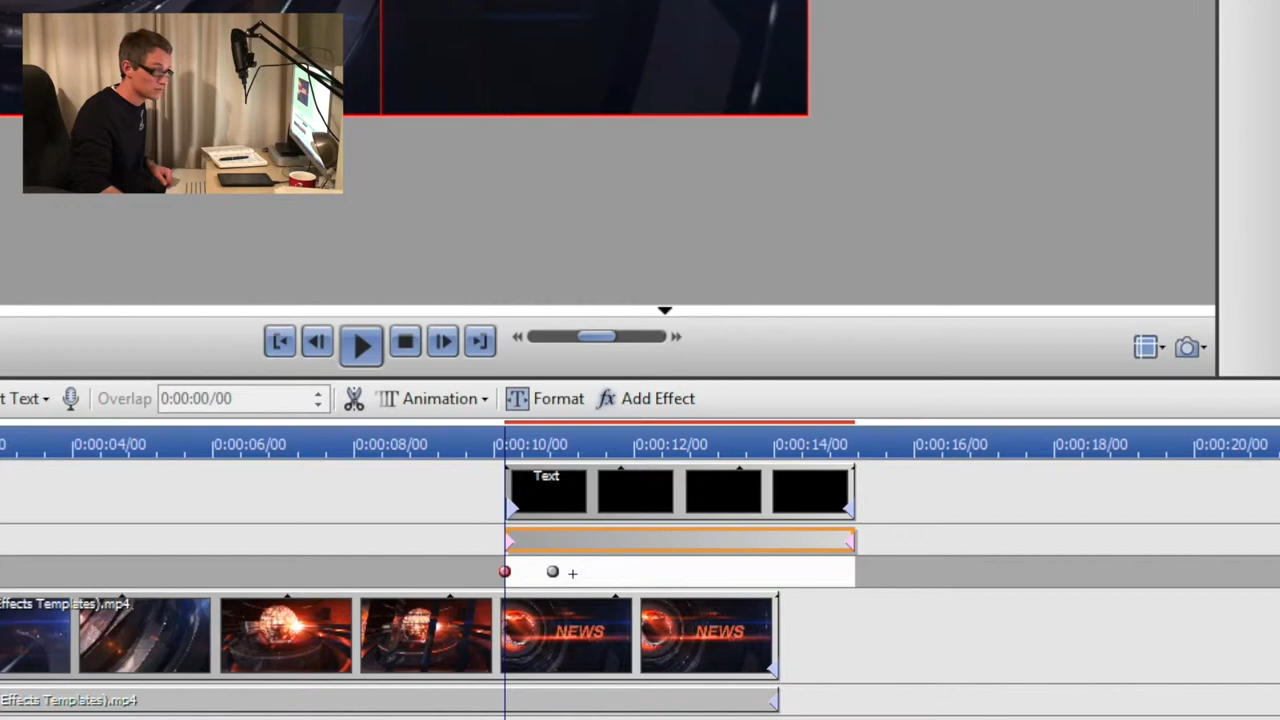 t Text Overlap 0:00:00/00 Animation Format fx Add Effect
0:00:04/00 0:00:06/00 0:00:08/00 0:00:10/00 0:00:12/00 0:00:14/00 0:00:16/00 0:00:18/00 0:00:20/00
Text
Effects Templates).mp4
NEWS NEWS
Effects Templates).mp4